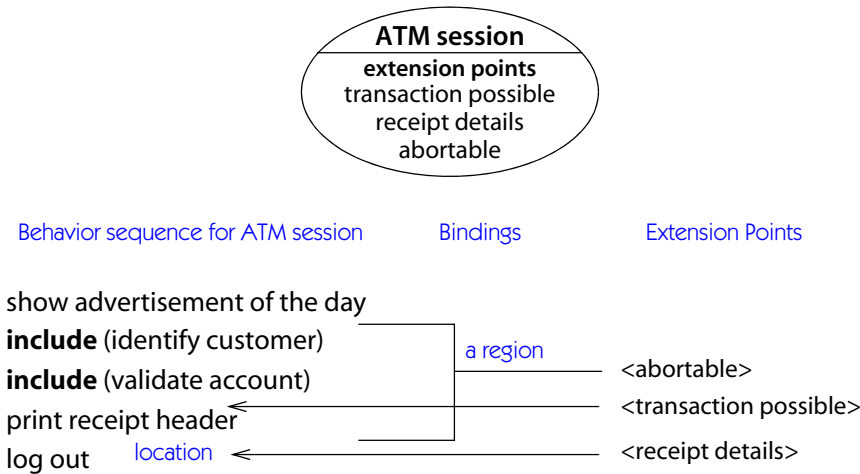 ATM session
extension points
transaction possible
receipt details
abortable
Behavior sequence for ATM session Bindings Extension Points
show advertisement of the day
include (identify customer)
a region
include (validate account)
<abortable>
print receipt header
<transaction possible>
log out
location
<receipt details>